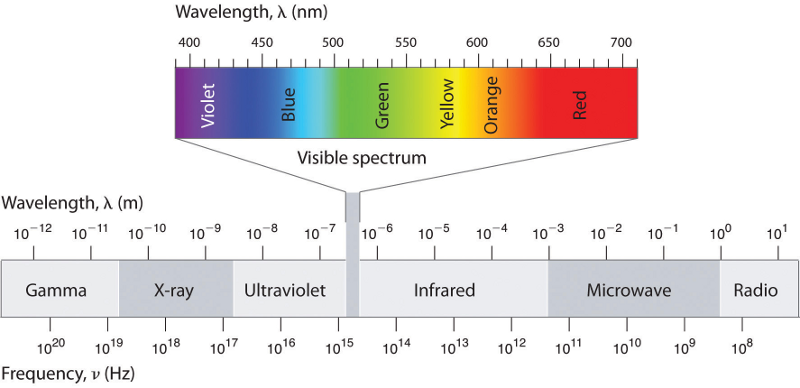 Wavelength, λ (nm)
400 450 500 550 600 650 700
Violet Blue Green Yellow Orange Red
Visible spectrum
Wavelength, λ (m)
10⁻¹² 10⁻¹¹ 10⁻¹⁰ 10⁻⁹ 10⁻⁸ 10⁻⁷ 10⁻⁶ 10⁻⁵ 10⁻⁴ 10⁻³ 10⁻² 10⁻¹ 10⁰ 10¹
Gamma X-ray Ultraviolet Infrared Microwave Radio
10²⁰ 10¹⁹ 10¹⁸ 10¹⁷ 10¹⁶ 10¹⁵ 10¹⁴ 10¹³ 10¹² 10¹¹ 10¹⁰ 10⁹ 10⁸
Frequency, ν (Hz)